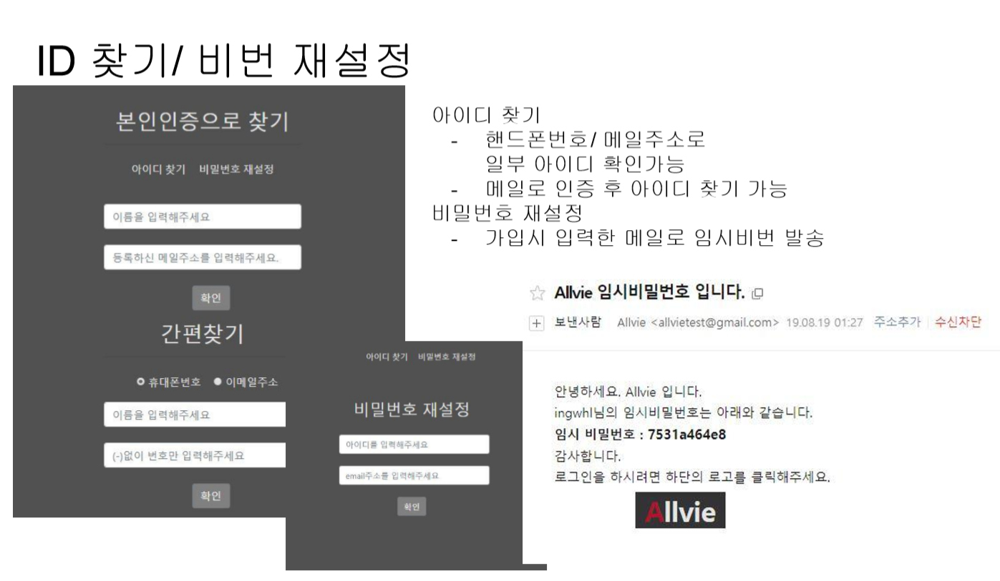 ID 찾기/ 비번 재설정
본인인증으로 찾기
아이디 찾기 비밀번호 재설정
이름을 입력해주세요
등록하신 메일주소를 입력해주세요.
확인
간편찾기
휴대폰번호 이메일주소
이름을 입력해주세요
(-)없이 번호만 입력해주세요
확인
아이디 찾기 비밀번호 재설정
비밀번호 재설정
아이디를 입력해주세요
email주소를 입력해주세요
확인
아이디 찾기
- 핸드폰번호/ 메일주소로
일부 아이디 확인가능
- 메일로 인증 후 아이디 찾기 가능
비밀번호 재설정
- 가입시 입력한 메일로 임시비번 발송
Allvie 임시비밀번호 입니다.
보낸사람 Allvie <allvietest@gmail.com> 19.08.19 01:27 주소추가 수신차단
안녕하세요. Allvie 입니다.
ingwhl님의 임시비밀번호는 아래와 같습니다.
임시 비밀번호 : 7531a464e8
감사합니다.
로그인을 하시려면 하단의 로고를 클릭해주세요.
Allvie